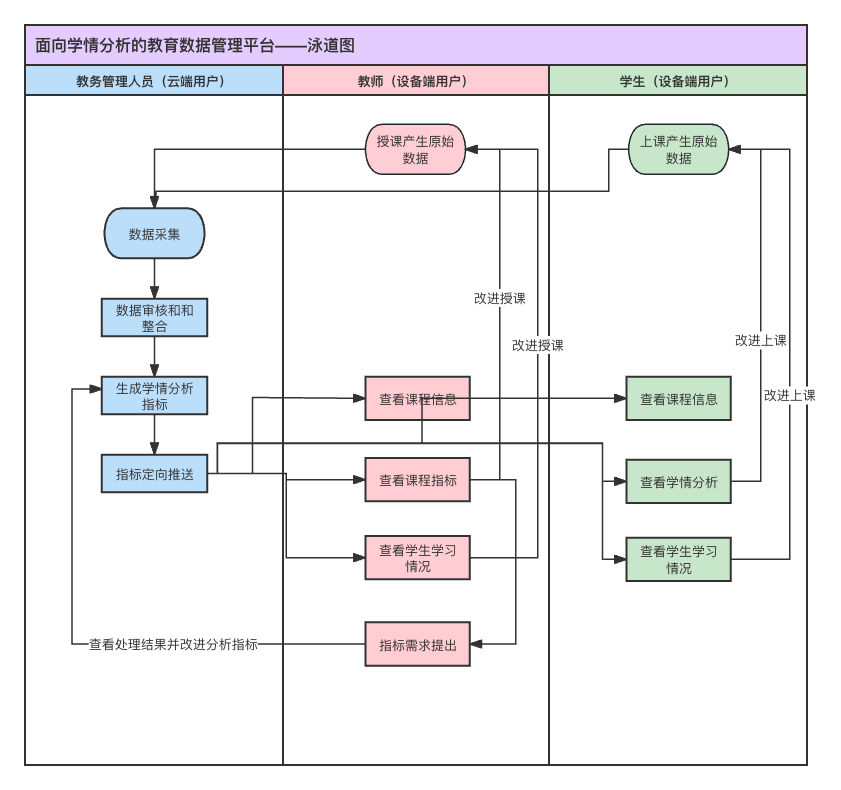 面向学情分析的教育数据管理平台——泳道图
教务管理人员（云端用户）
教师（设备端用户）
学生（设备端用户）
授课产生原始
数据
上课产生原始
数据
数据采集
数据审核和和
整合
改进授课
改进授课
改进上课
改进上课
生成学情分析
指标
查看课程信息
查看课程信息
指标定向推送
查看课程指标
查看学情分析
查看学生学习
情况
查看学生学习
情况
查看处理结果并改进分析指标
指标需求提出